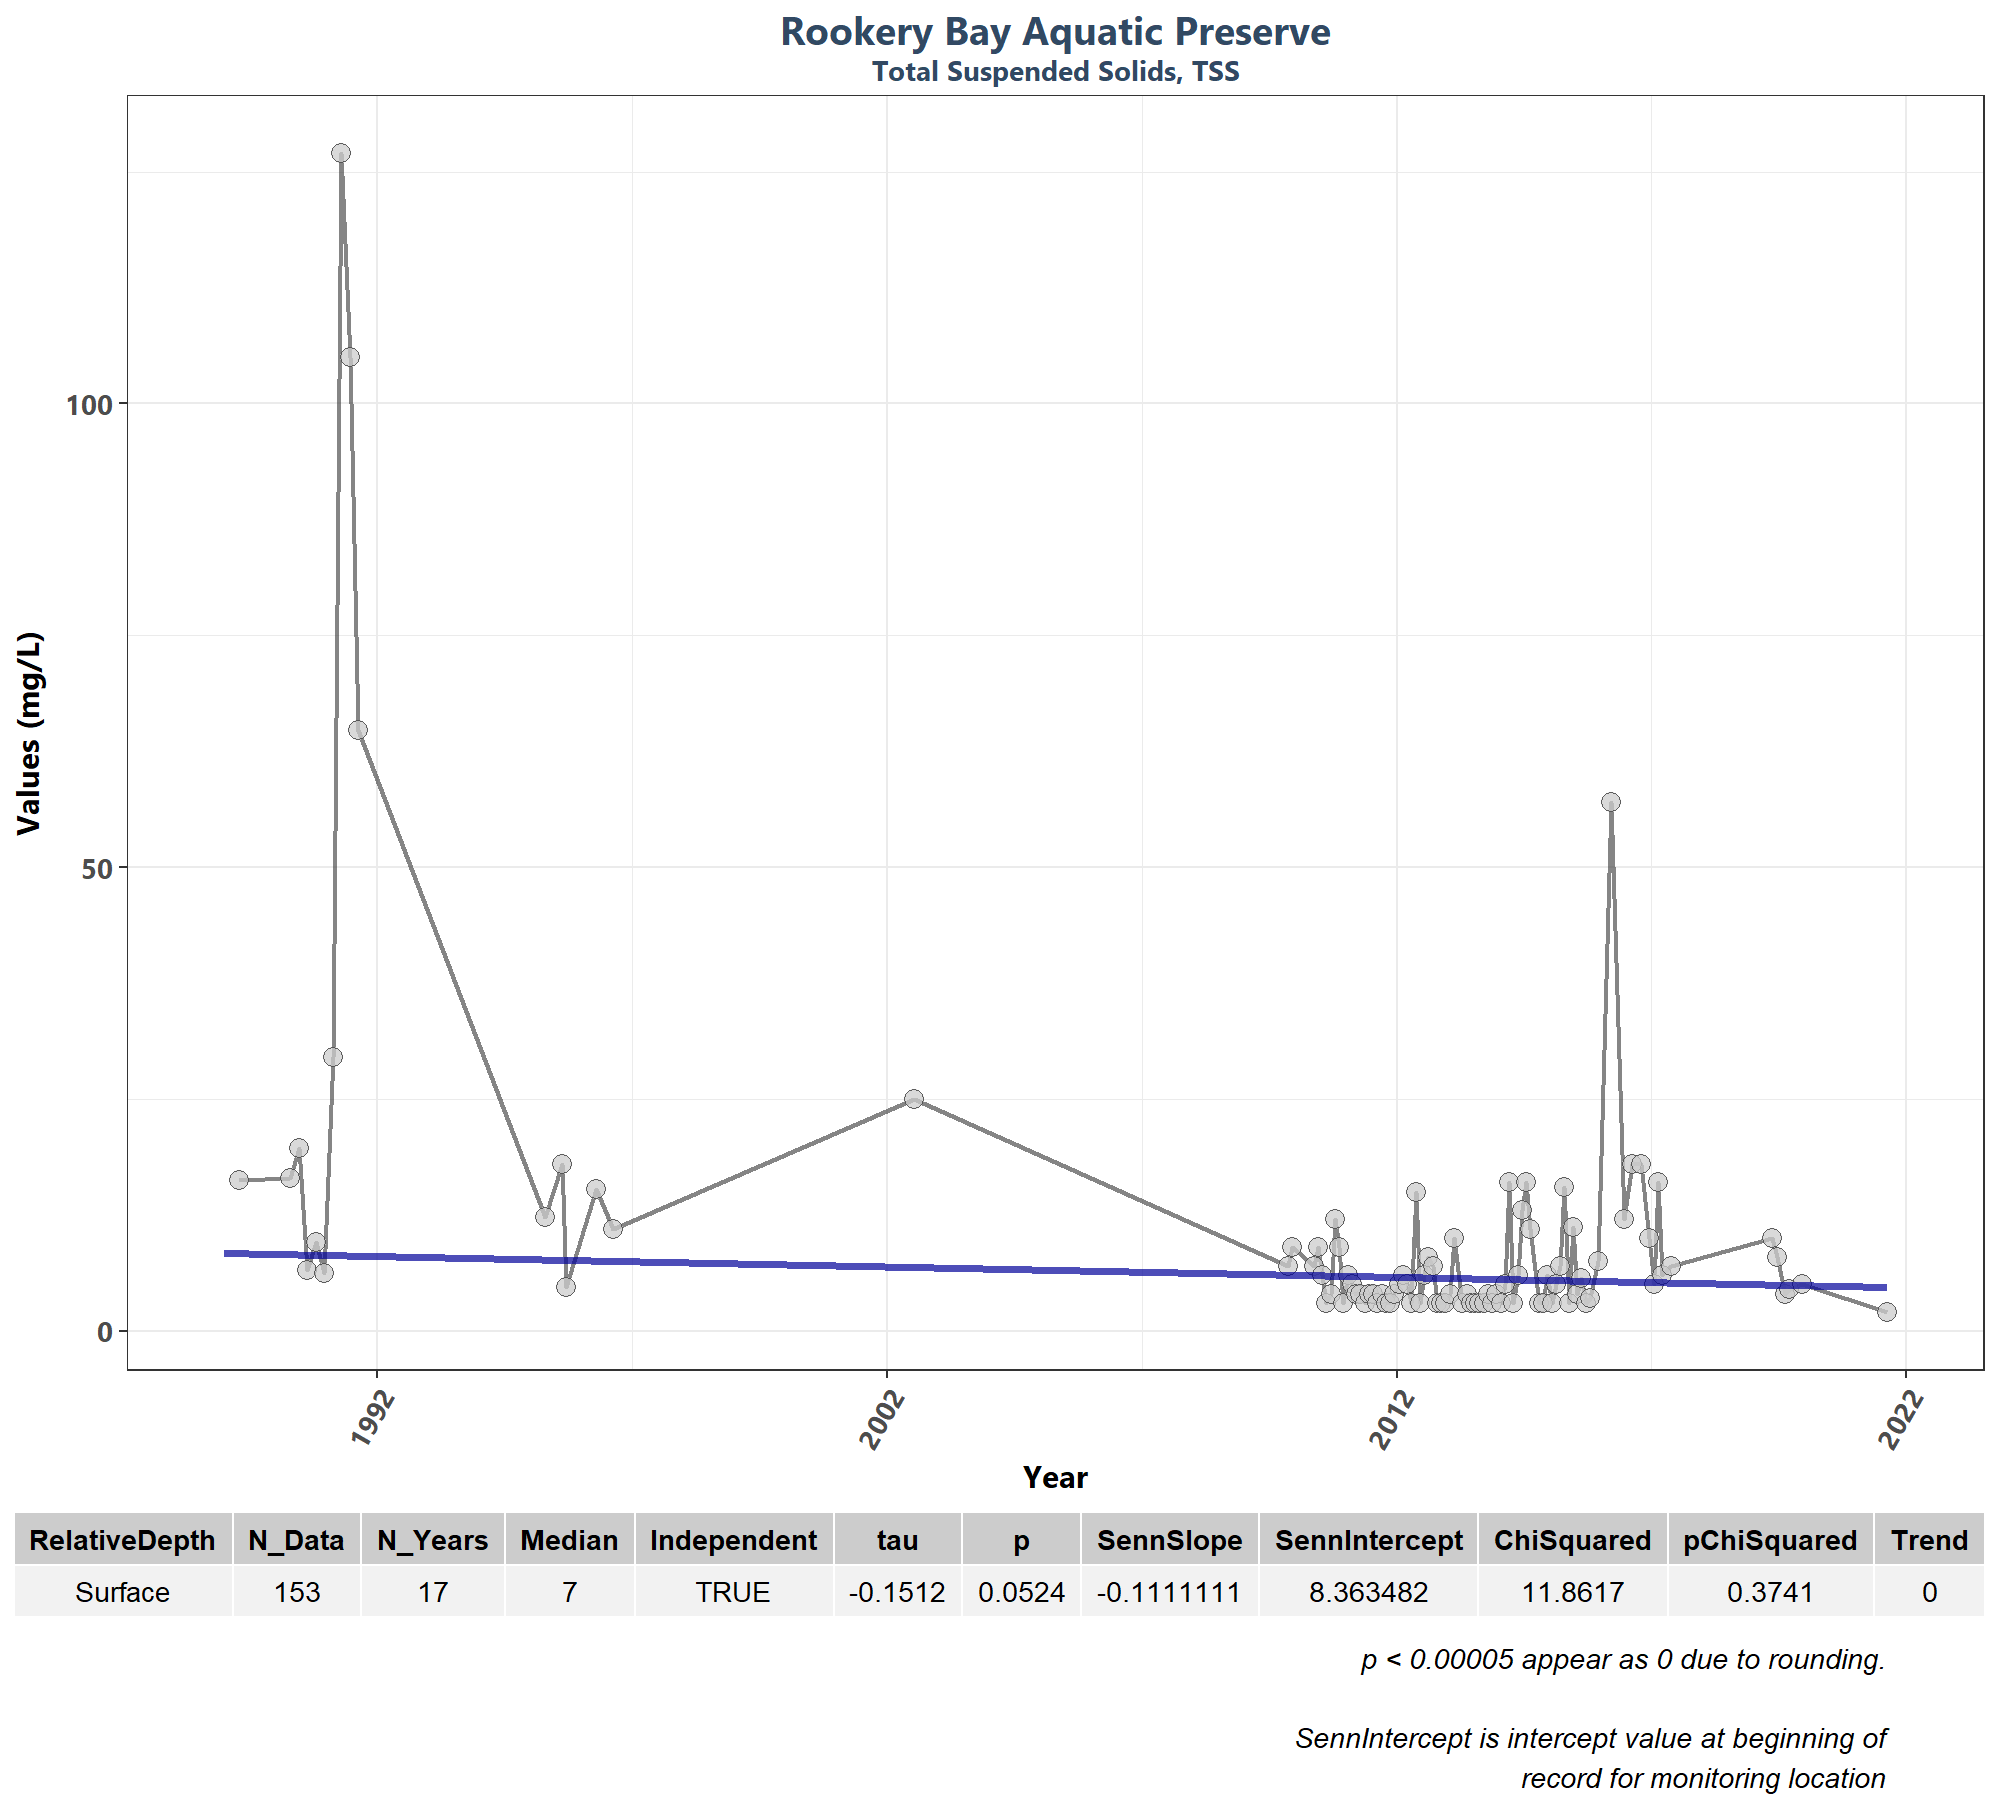 Rookery Bay Aquatic Preserve
Total Suspended Solids, TSS
Values (mg/L)
100
50
0
1992
2002
2012
2022
Year
RelativeDepth N_Data N_Years Median Independent tau p SennSlope SennIntercept ChiSquared pChiSquared Trend
Surface 153 17 7 TRUE -0.1512 0.0524 -0.1111111 8.363482 11.8617 0.3741 0
p < 0.00005 appear as 0 due to rounding.
SennIntercept is intercept value at beginning of
record for monitoring location